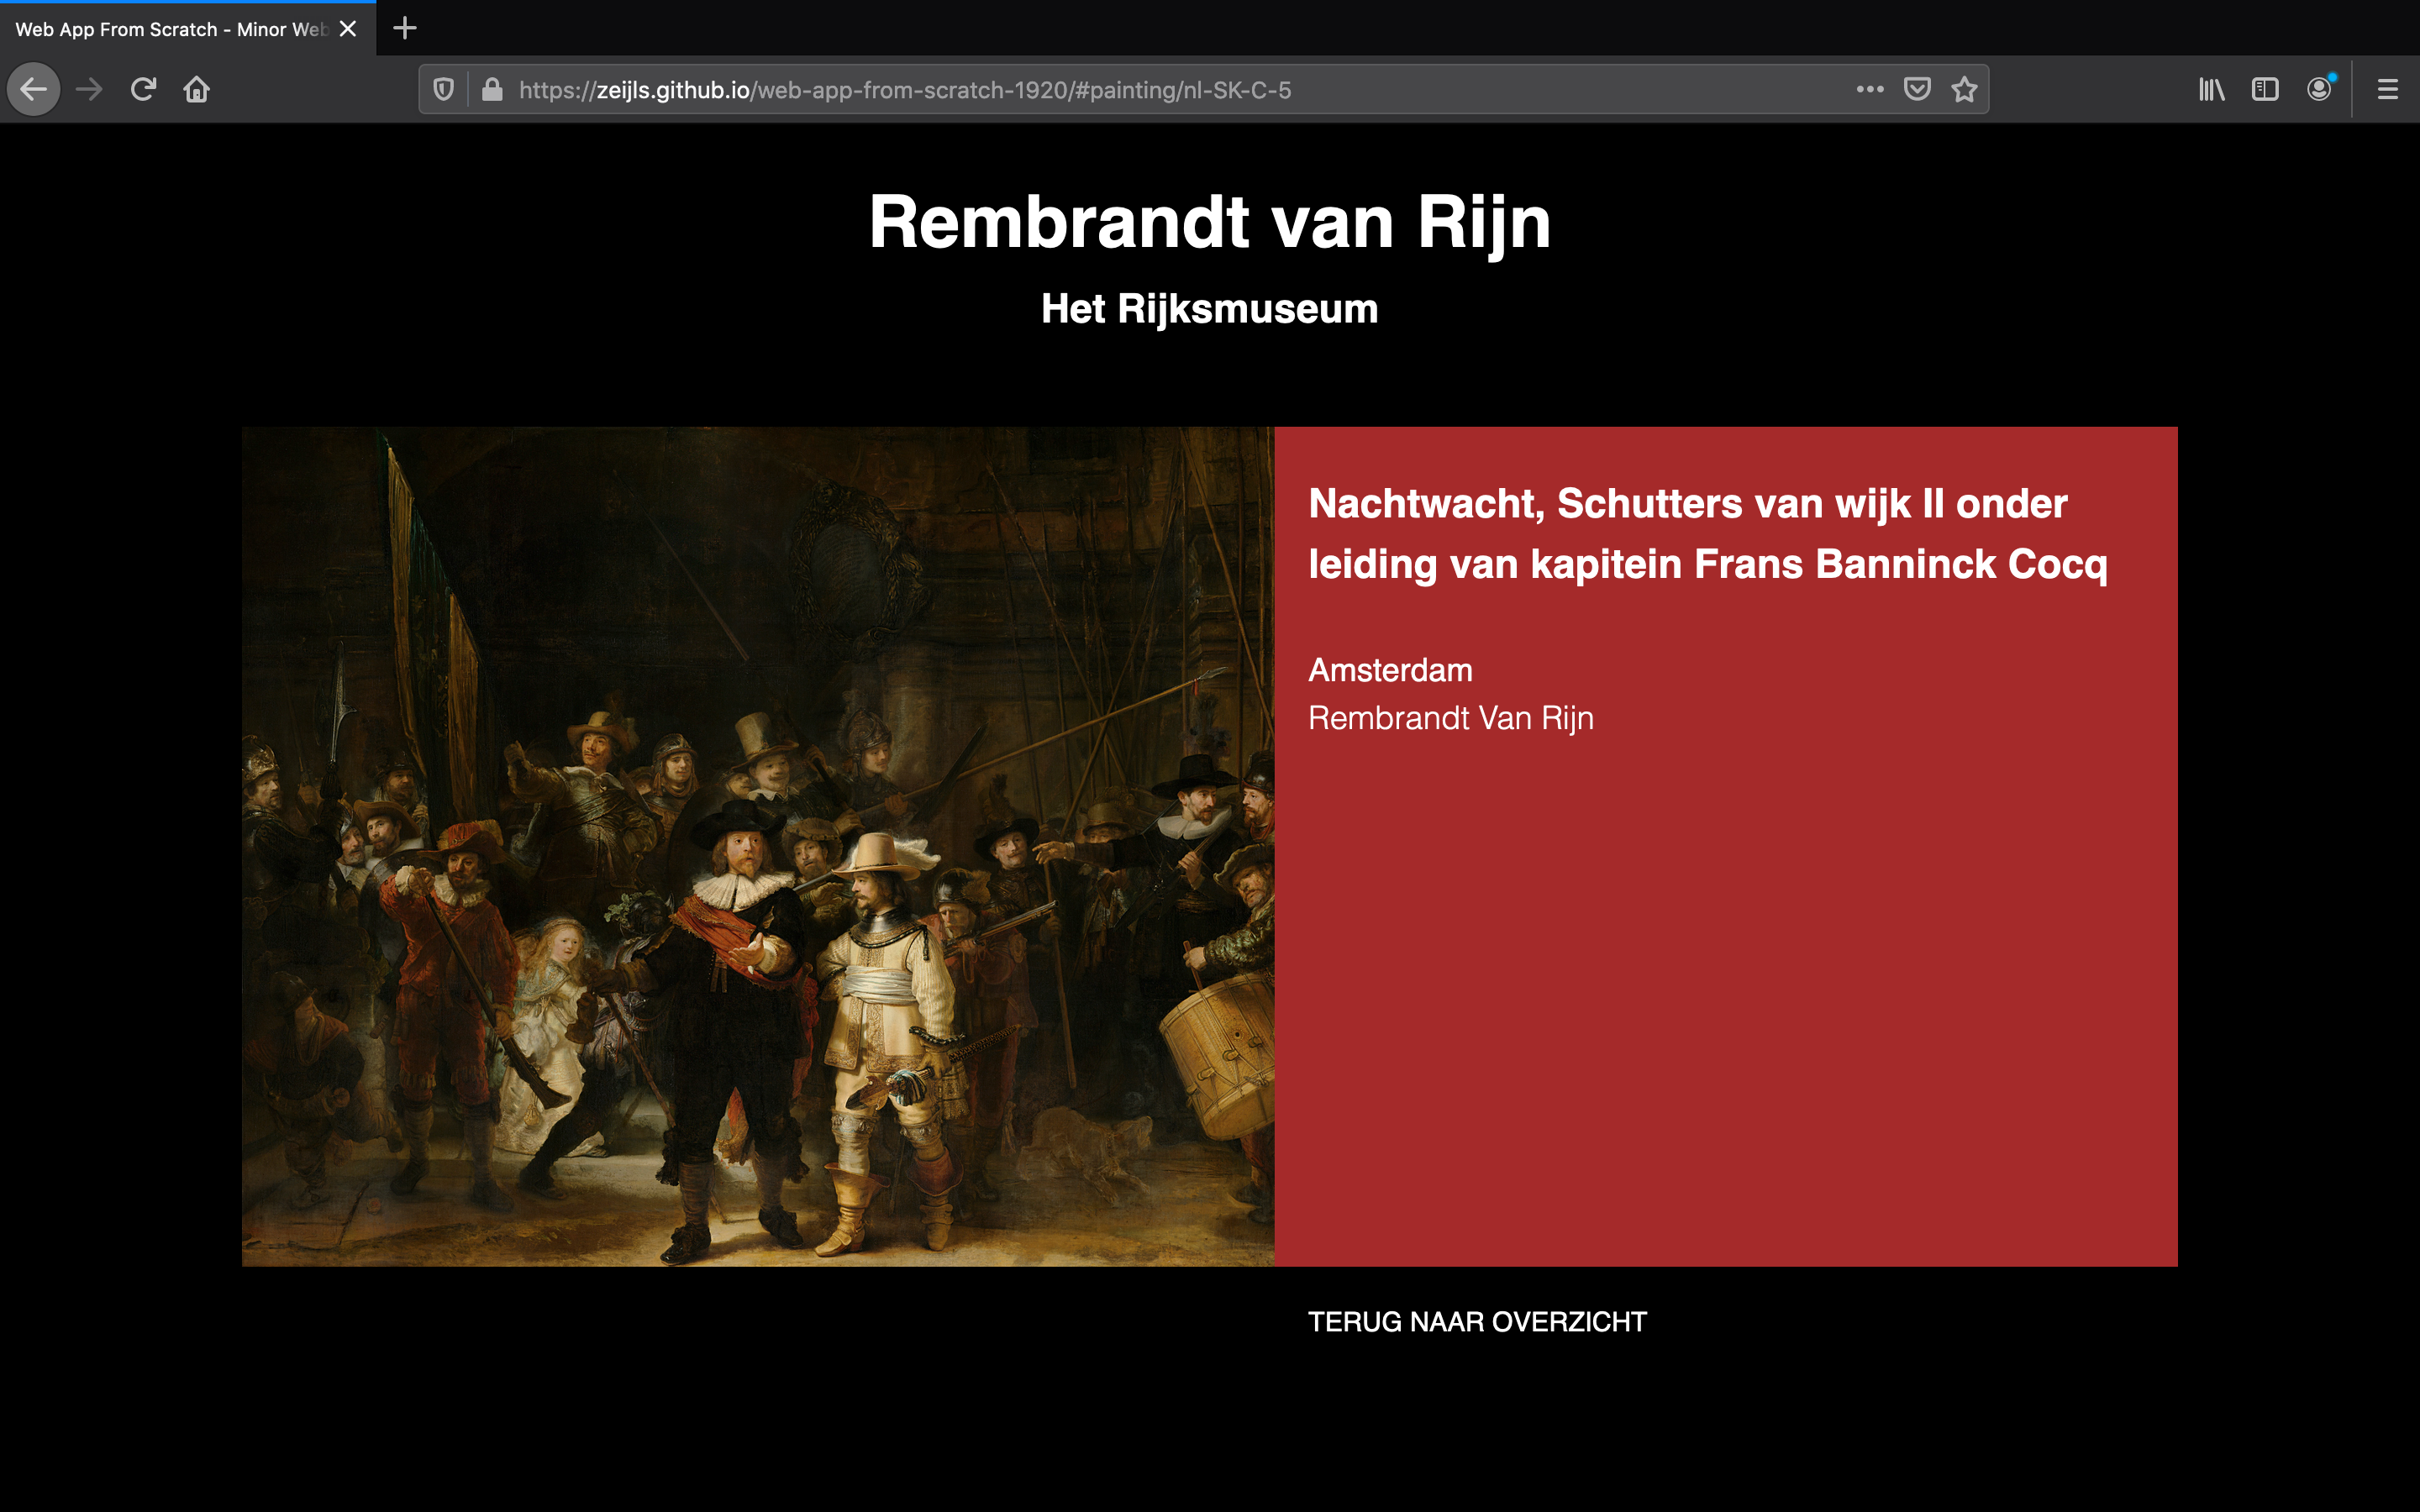 Web App From Scratch - Minor Web
https://zeijls.github.io/web-app-from-scratch-1920/#painting/nl-SK-C-5
Rembrandt van Rijn
Het Rijksmuseum
Nachtwacht, Schutters van wijk II onder
leiding van kapitein Frans Banninck Cocq
Amsterdam
Rembrandt Van Rijn
TERUG NAAR OVERZICHT